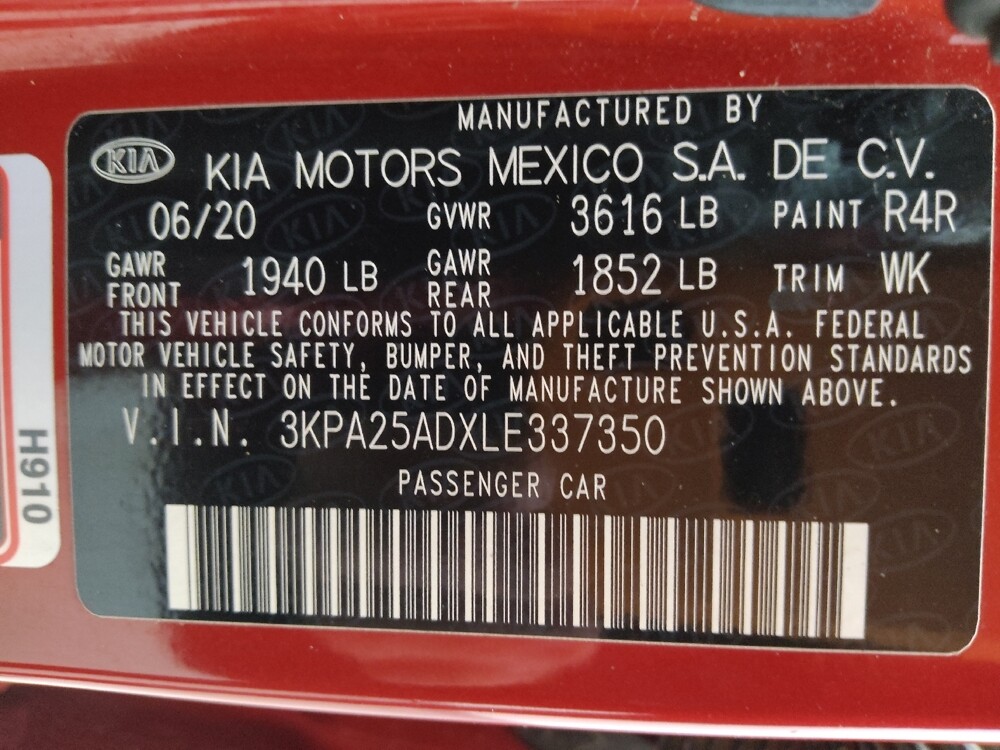 MANUFACTURED BY
KIA KIA MOTORS MEXICO S.A. DE C.V.
06/20 GVWR 3616 LB PAINT R4R
GAWR FRONT 1940 LB GAWR REAR 1852 LB TRIM WK
THIS VEHICLE CONFORMS TO ALL APPLICABLE U.S.A. FEDERAL
MOTOR VEHICLE SAFETY, BUMPER, AND THEFT PREVENTION STANDARDS
IN EFFECT ON THE DATE OF MANUFACTURE SHOWN ABOVE.
V.I.N. 3KPA25ADXLE337350
PASSENGER CAR
H910